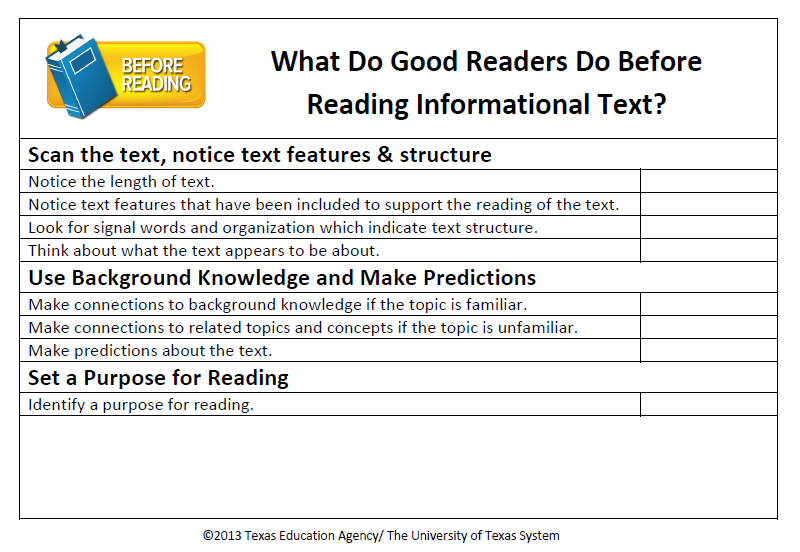 BEFORE
READING
What Do Good Readers Do Before
Reading Informational Text?
Scan the text, notice text features & structure
Notice the length of text.
Notice text features that have been included to support the reading of the text.
Look for signal words and organization which indicate text structure.
Think about what the text appears to be about.
Use Background Knowledge and Make Predictions
Make connections to background knowledge if the topic is familiar.
Make connections to related topics and concepts if the topic is unfamiliar.
Make predictions about the text.
Set a Purpose for Reading
Identify a purpose for reading.
©2013 Texas Education Agency/ The University of Texas System